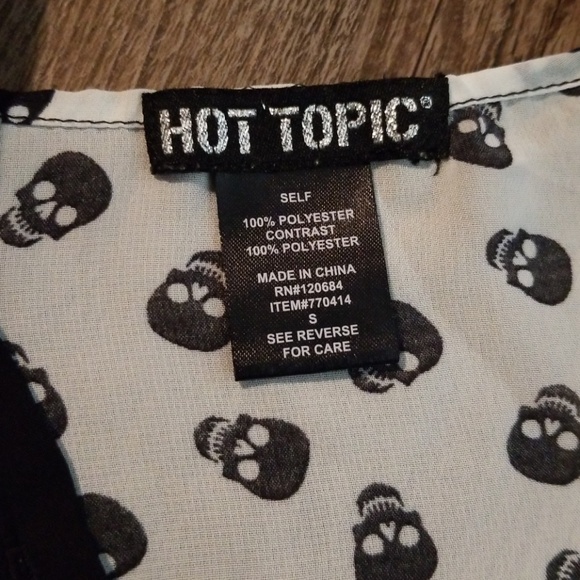 HOT TOPIC®
SELF
100% POLYESTER
CONTRAST
100% POLYESTER
MADE IN CHINA
RN#120684
ITEM#770414
S
SEE REVERSE
FOR CARE